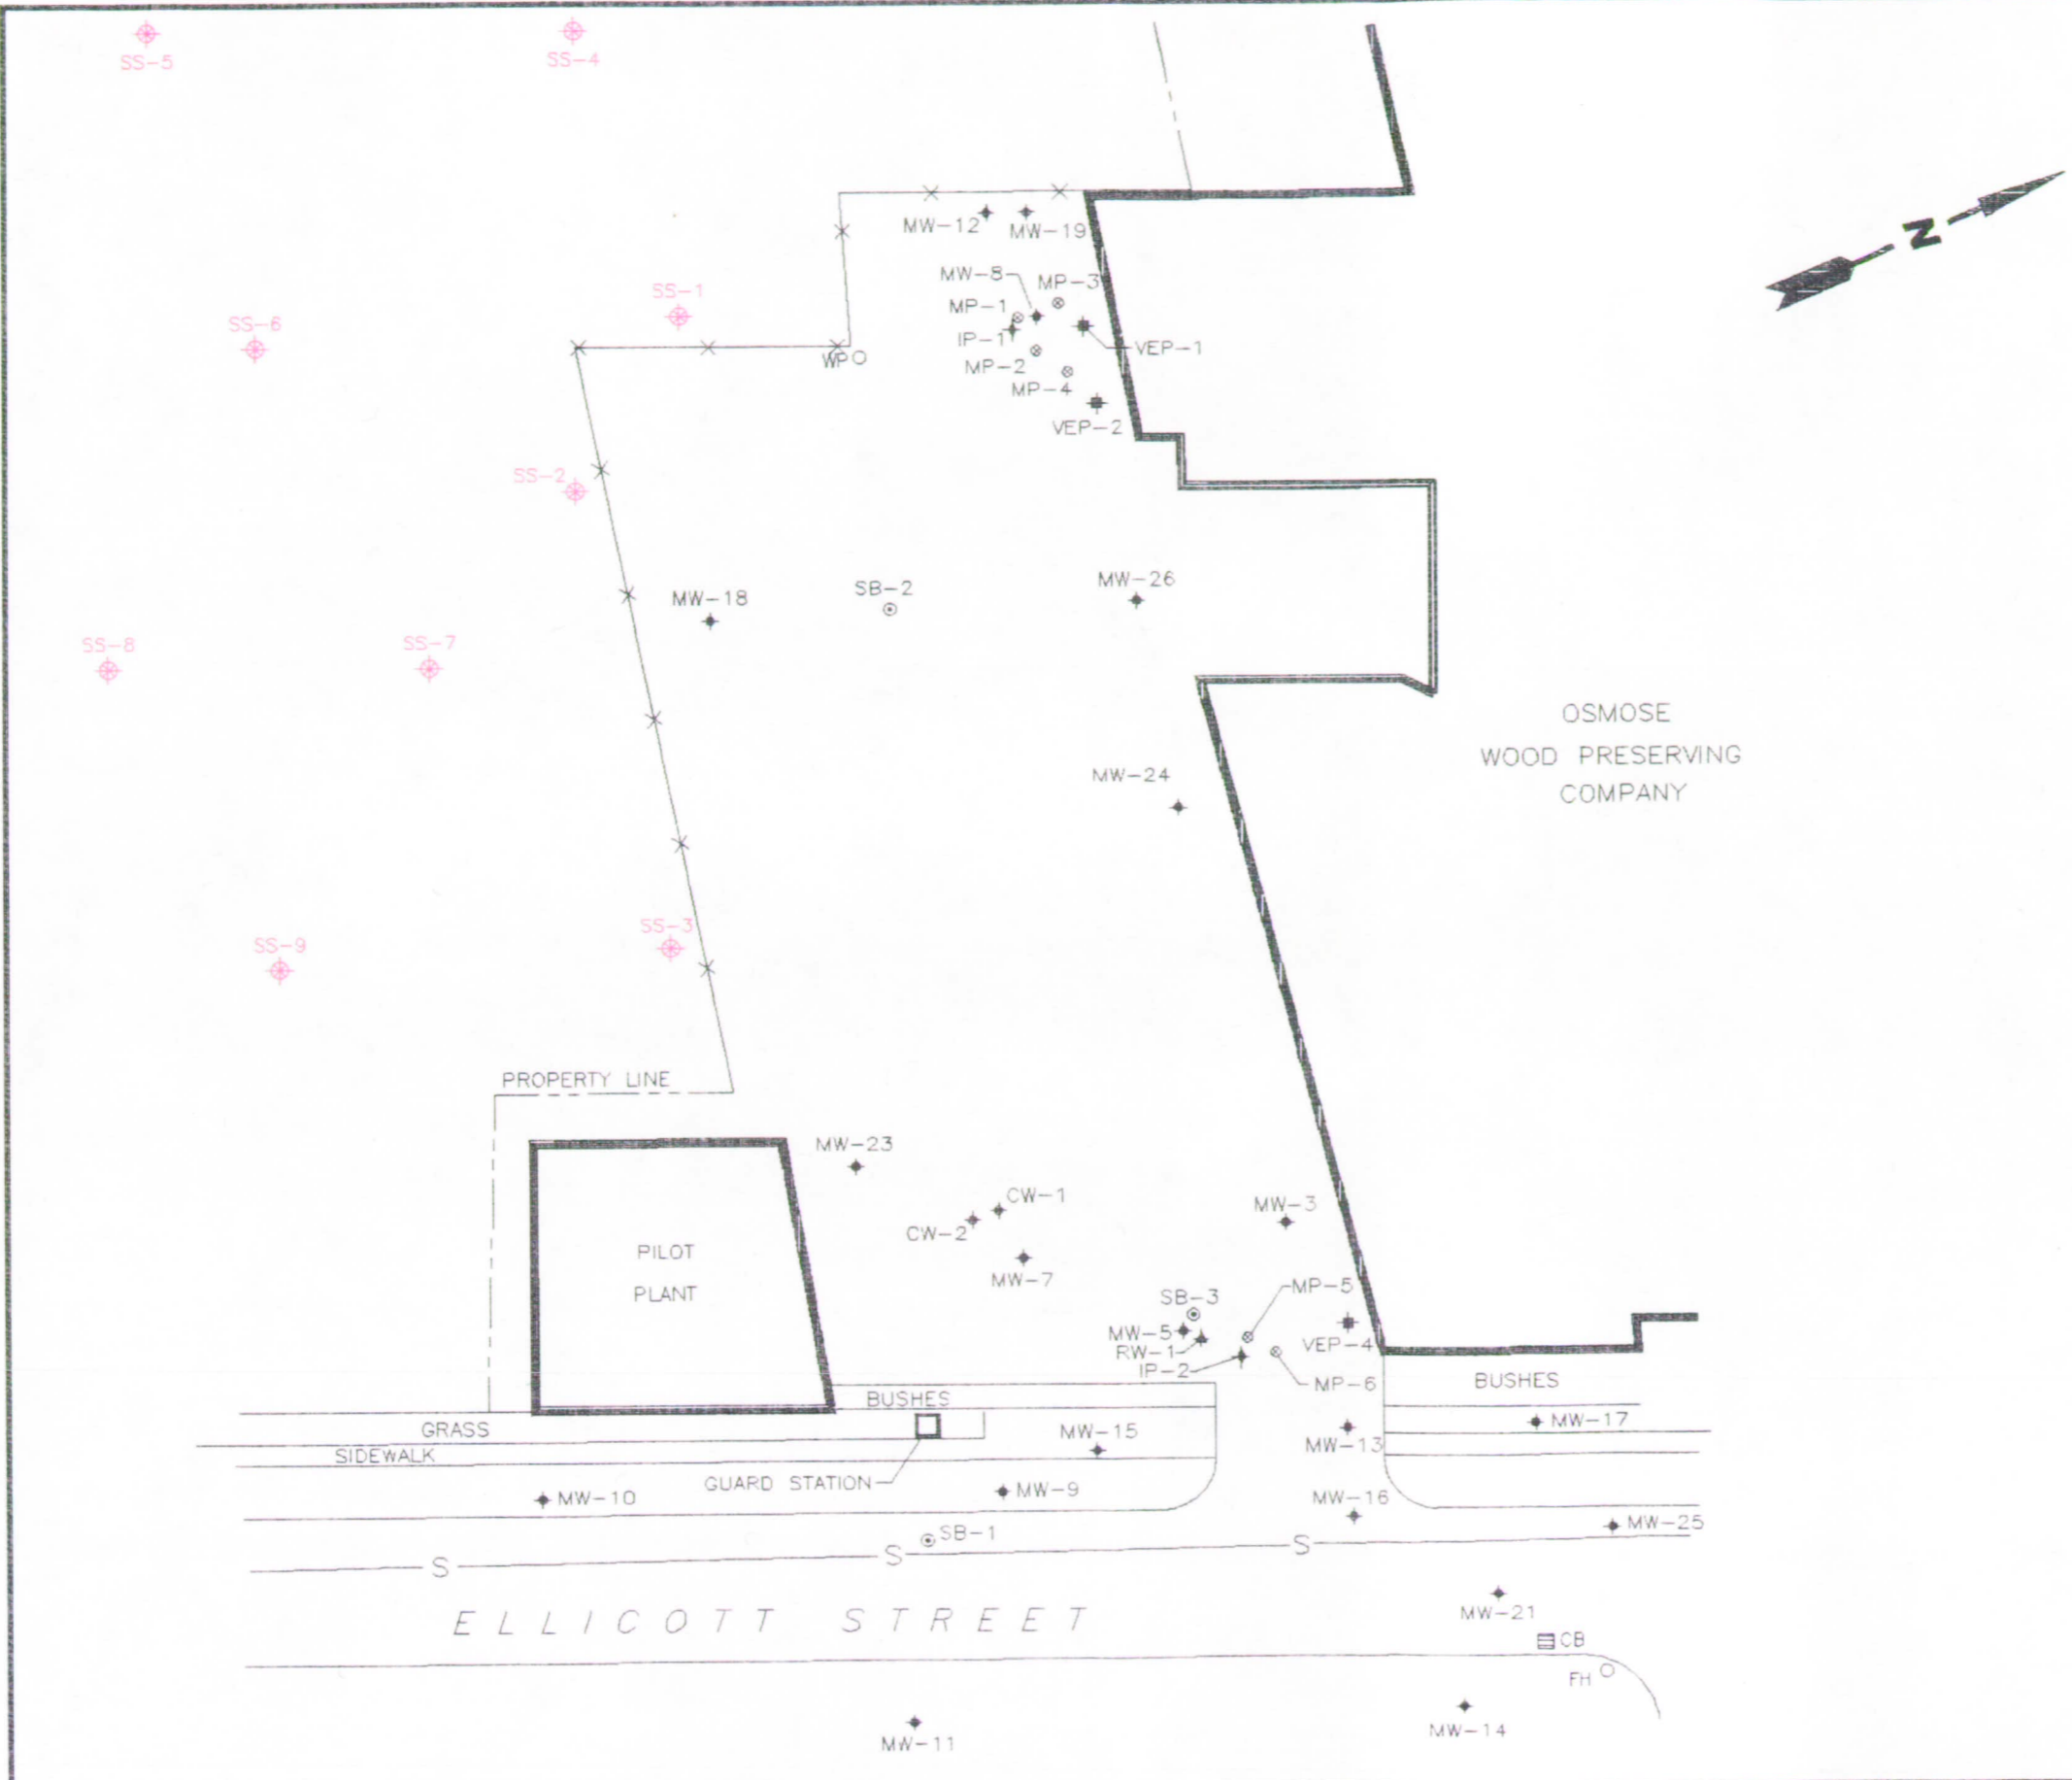 SS-5
SS-4
N
MW-12
MW-19
MW-8
MP-3
SS-1
MP-1
SS-6
IP-1
VEP-1
WPO
MP-2
MP-4
VEP-2
SS-2
MW-26
SB-2
MW-18
SS-8
SS-7
OSMOSE
WOOD PRESERVING
COMPANY
MW-24
SS-3
SS-9
PROPERTY LINE
MW-23
CW-1
MW-3
CW-2
PILOT
PLANT
MW-7
MP-5
SB-3
MW-5
VEP-4
RW-1
IP-2
MP-6
BUSHES
BUSHES
MW-17
GRASS
MW-15
MW-13
SIDEWALK
GUARD STATION
MW-9
MW-10
MW-16
MW-25
SB-1
S
S
S
ELLICOTT STREET
MW-21
CB
FH
MW-14
MW-11